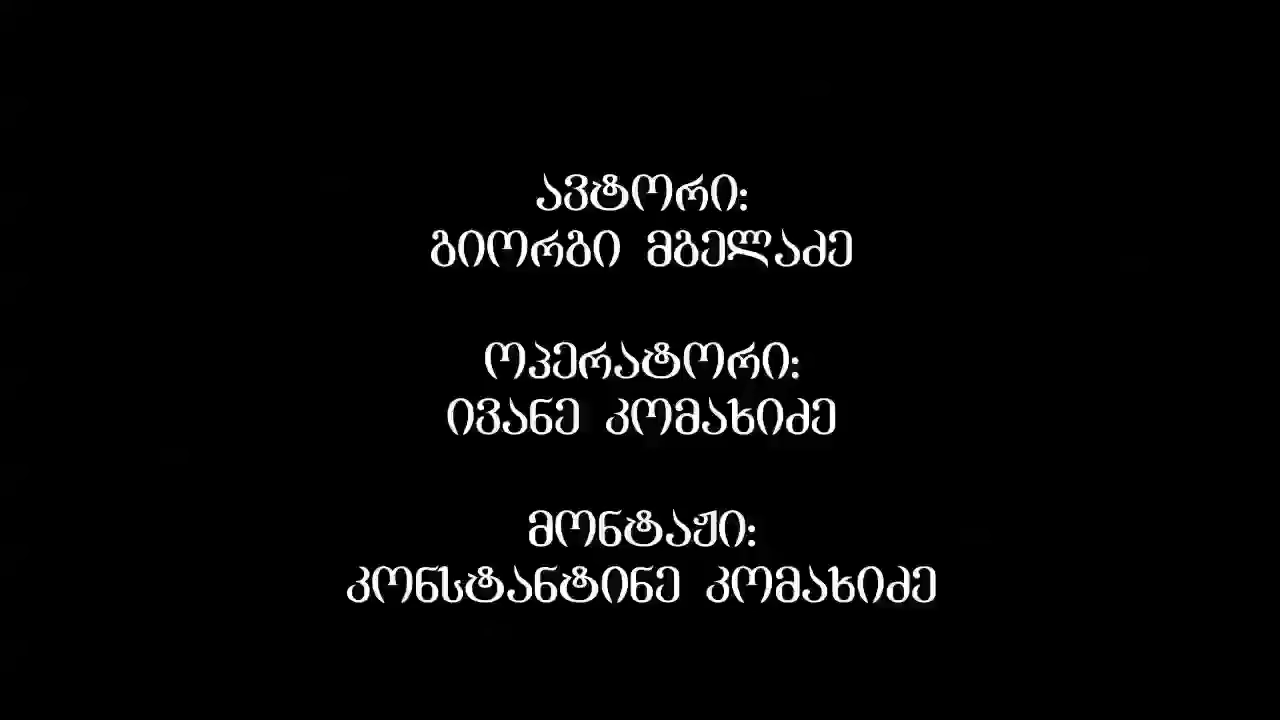 ავტორი:
გიორგი მგელაძე
ოპერატორი:
ივანე კომახიძე
მონტაჟი:
კონსტანტინე კომახიძე